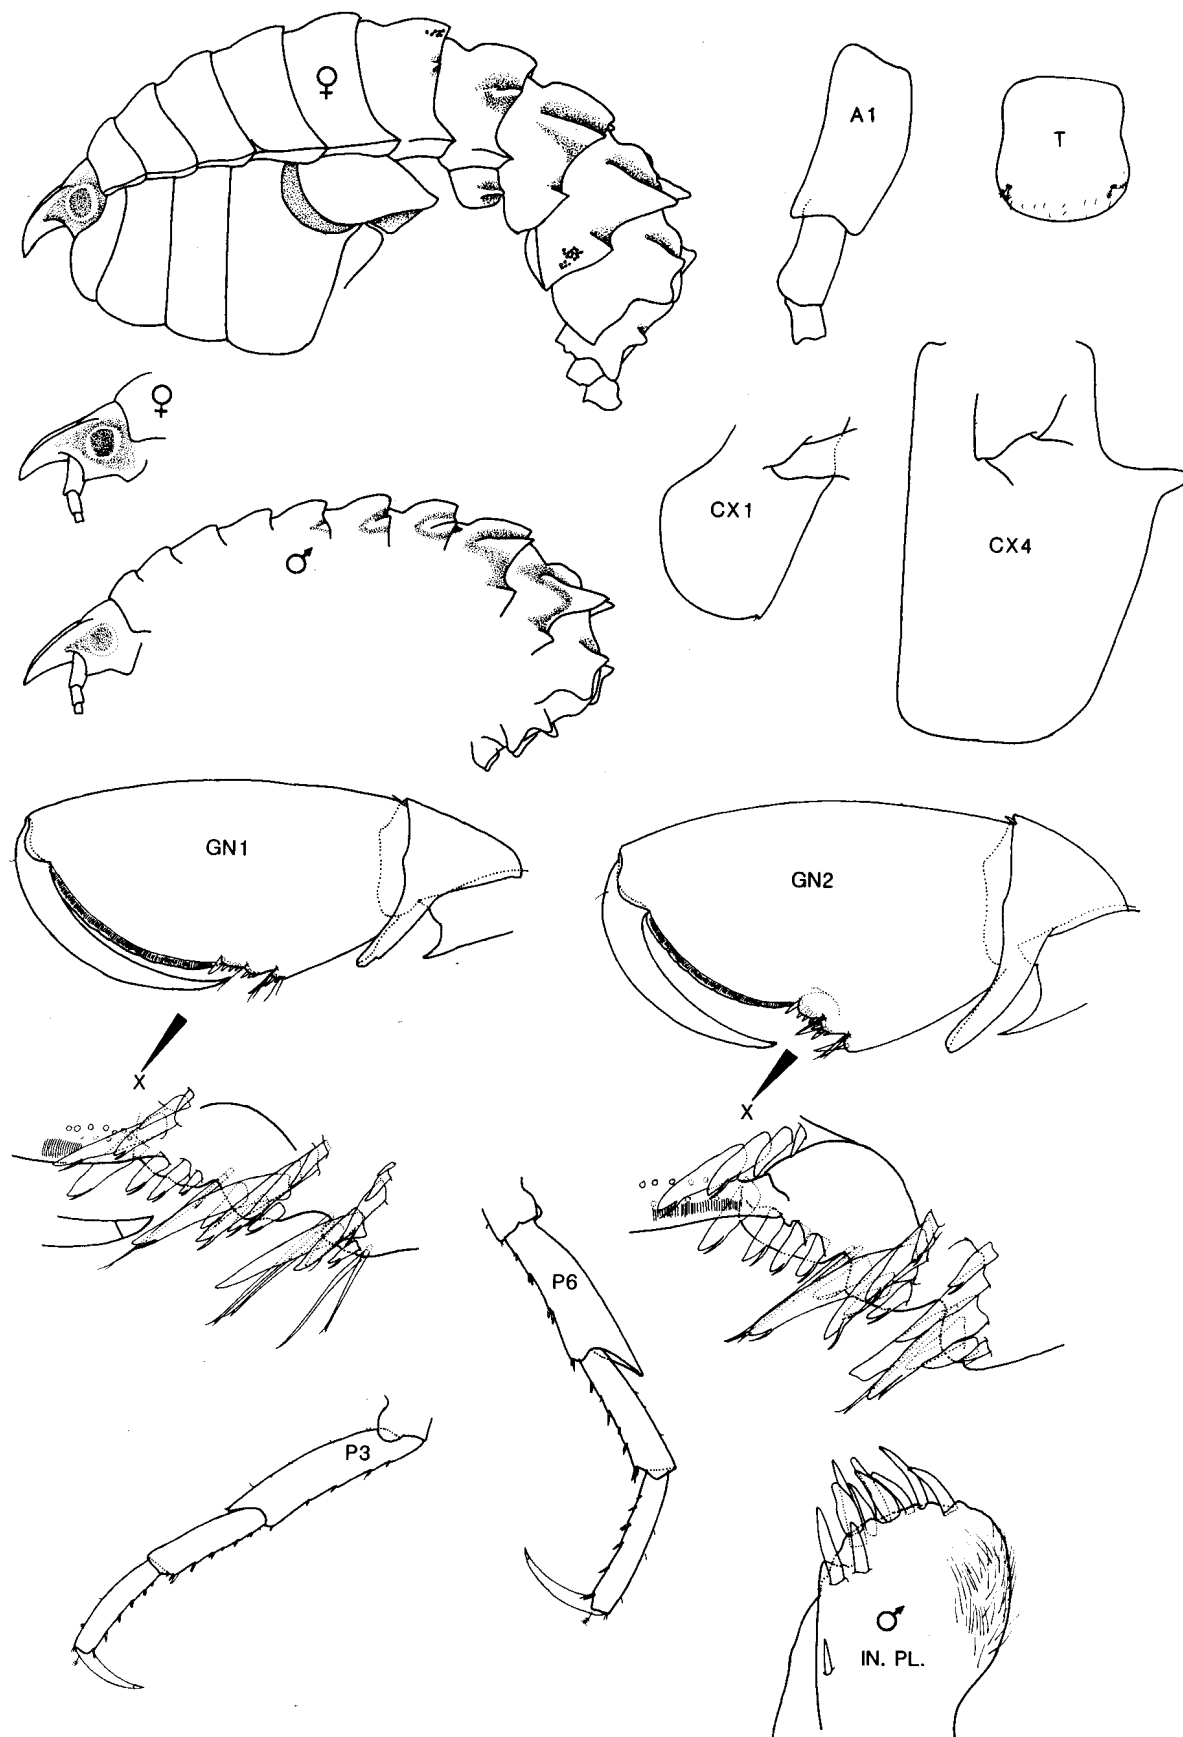 ♀
A1
T
♀
CX1
CX4
♂
GN1
GN2
X
X
P6
P3
♂
IN. PL.